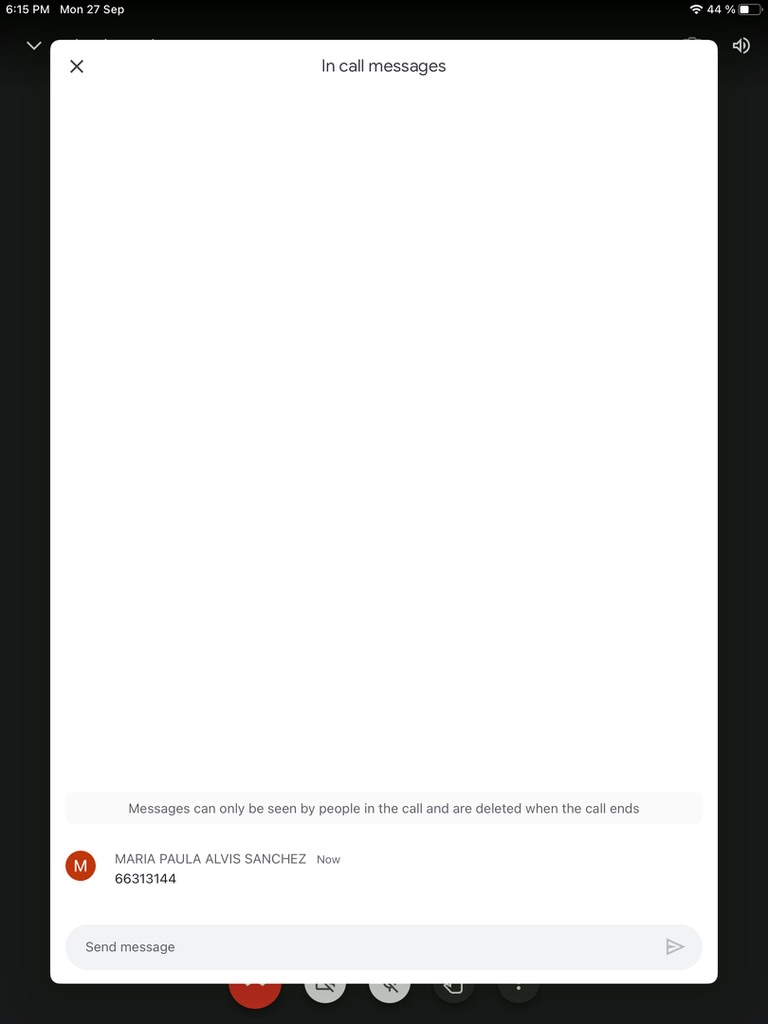 6:15 PM Mon 27 Sep 44 %
In call messages
Messages can only be seen by people in the call and are deleted when the call ends
M
MARIA PAULA ALVIS SANCHEZ Now
66313144
Send message